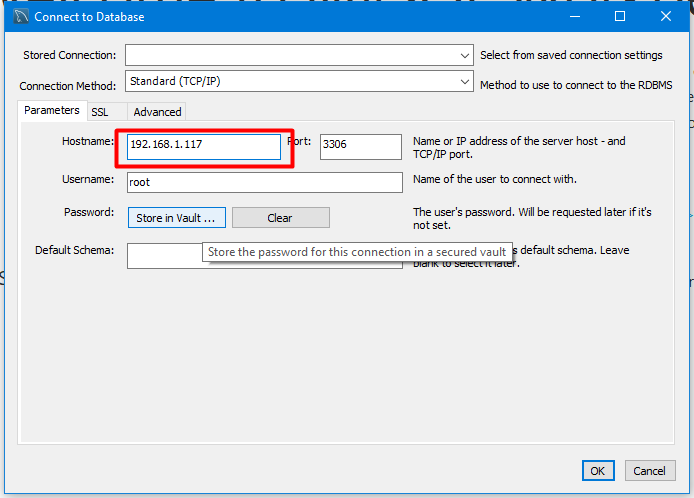 Connect to Database
Stored Connection:
Select from saved connection settings
Connection Method:
Standard (TCP/IP)
Method to use to connect to the RDBMS
Parameters
SSL
Advanced
Hostname:
192.168.1.117
Port:
3306
Name or IP address of the server host - and
TCP/IP port.
Username:
root
Name of the user to connect with.
Password:
Store in Vault ...
Clear
The user's password. Will be requested later if it's
not set.
Store the password for this connection in a secured vault
Default Schema:
s default schema. Leave
blank to select it later.
OK
Cancel